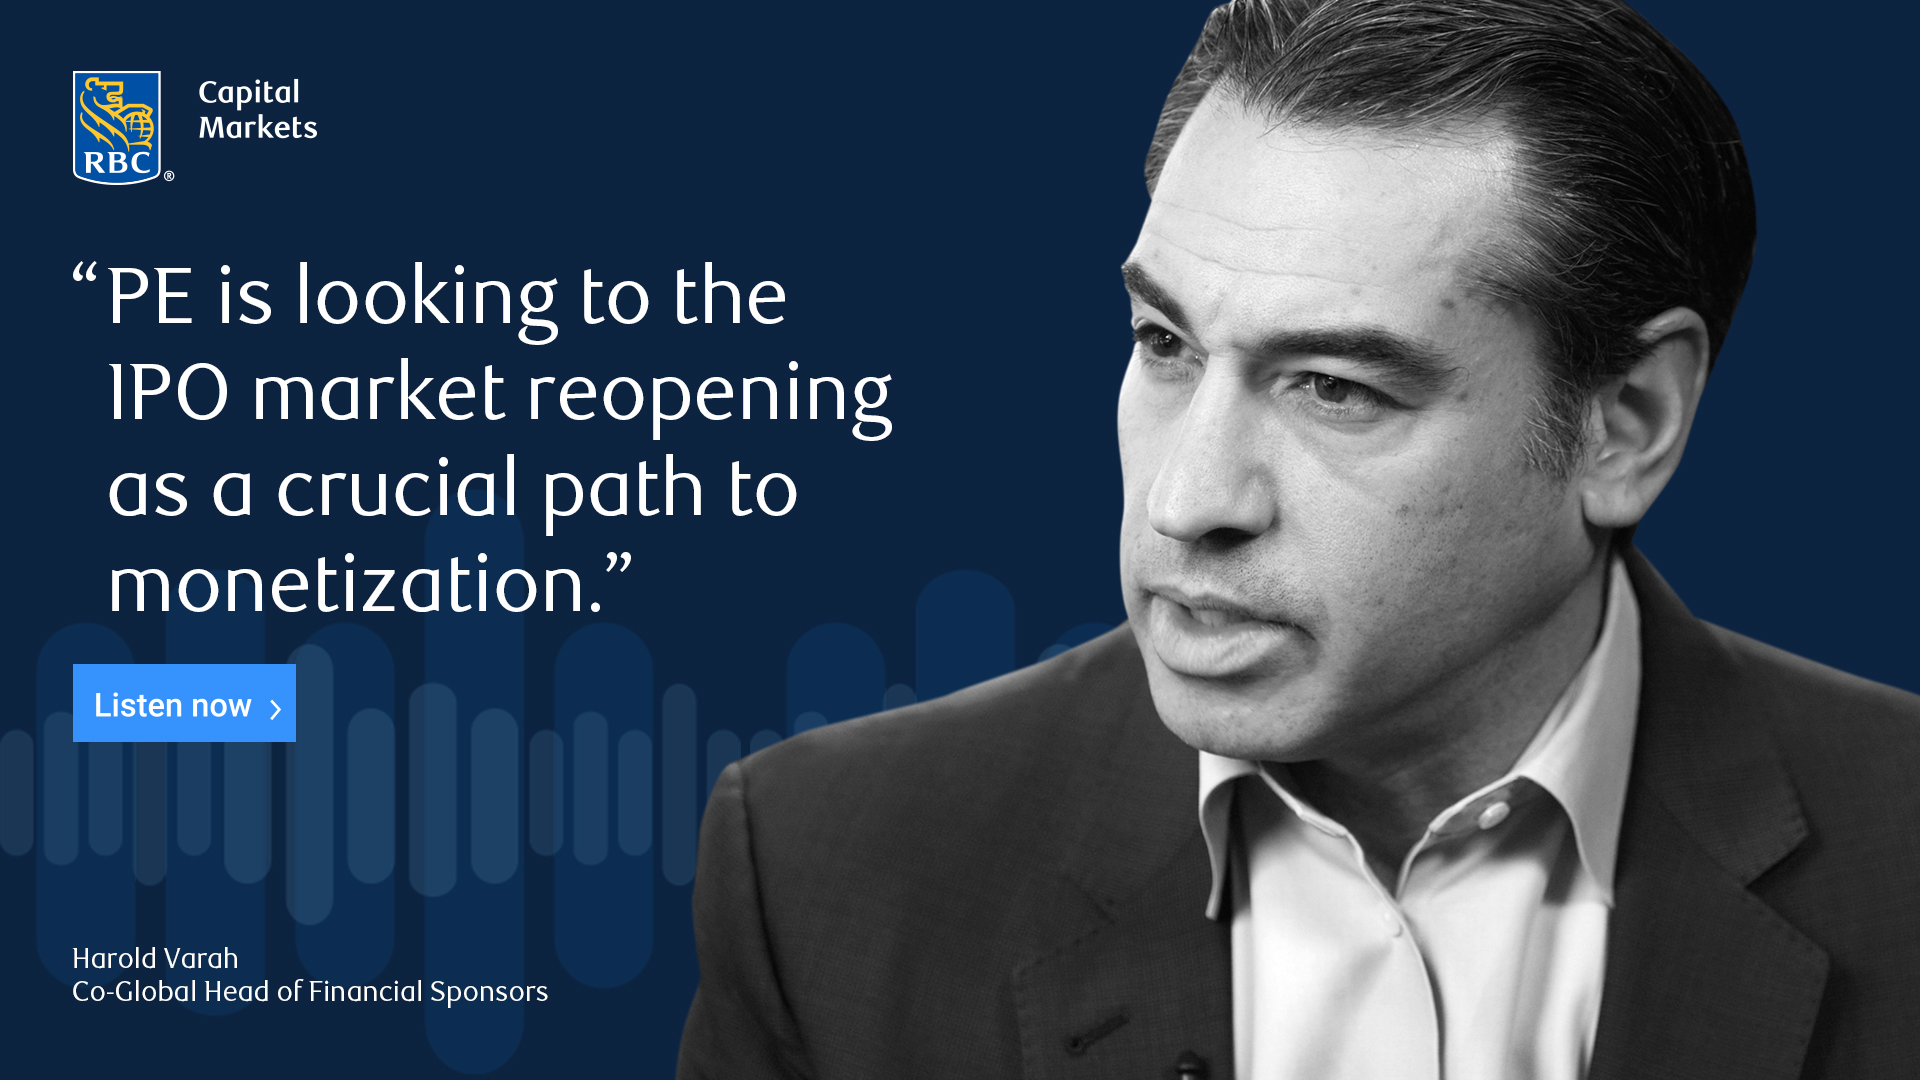 RBC®
Capital
Markets
“PE is looking to the
IPO market reopening
as a crucial path to
monetization.”
Listen now ›
Harold Varah
Co-Global Head of Financial Sponsors